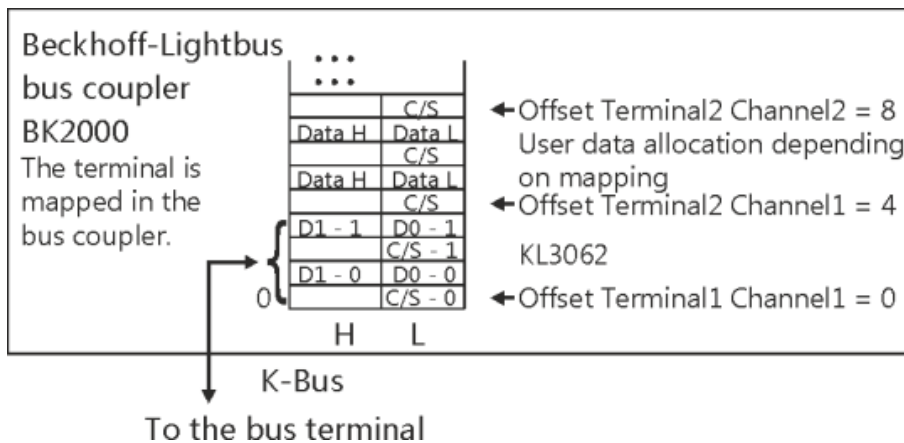 Beckhoff-Lightbus
bus coupler
BK2000
The terminal is
mapped in the
bus coupler.
C/S
Data H Data L
C/S
Data H Data L
C/S
D1 - 1 D0 - 1
C/S - 1
D1 - 0 D0 - 0
0 C/S - 0
H L
Offset Terminal2 Channel2 = 8
User data allocation depending
on mapping
Offset Terminal2 Channel1 = 4
KL3062
Offset Terminal1 Channel1 = 0
K-Bus
To the bus terminal